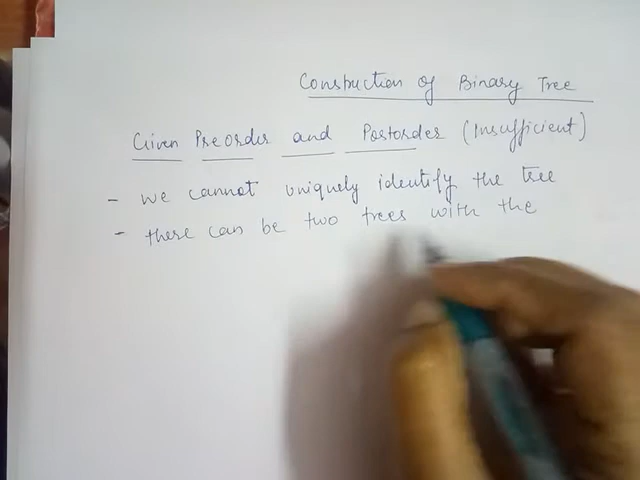 Construction of Binary Tree
Given Preorder and Postorder (Insufficient)
- we cannot uniquely identify the tree
- there can be two trees with the